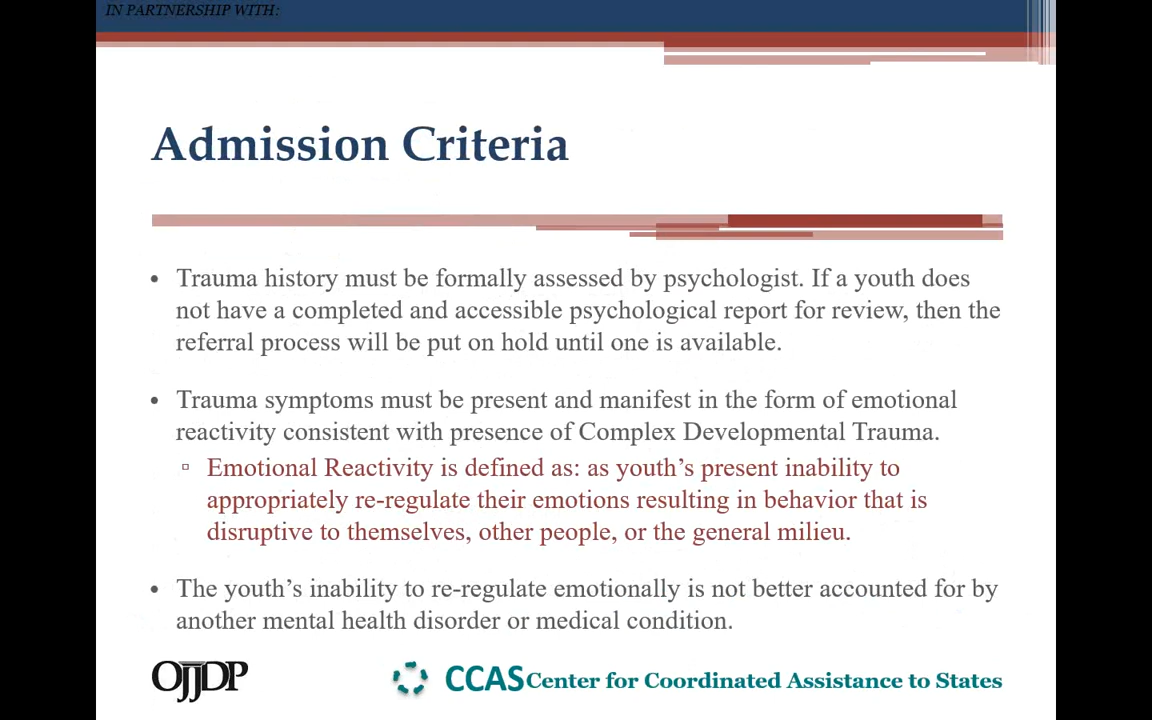 IN PARTNERSHIP WITH:
Admission Criteria
• Trauma history must be formally assessed by psychologist. If a youth does
not have a completed and accessible psychological report for review, then the
referral process will be put on hold until one is available.
• Trauma symptoms must be present and manifest in the form of emotional
reactivity consistent with presence of Complex Developmental Trauma.
▫ Emotional Reactivity is defined as: as youth’s present inability to
appropriately re-regulate their emotions resulting in behavior that is
disruptive to themselves, other people, or the general milieu.
• The youth’s inability to re-regulate emotionally is not better accounted for by
another mental health disorder or medical condition.
OJJDP
CCAS Center for Coordinated Assistance to States